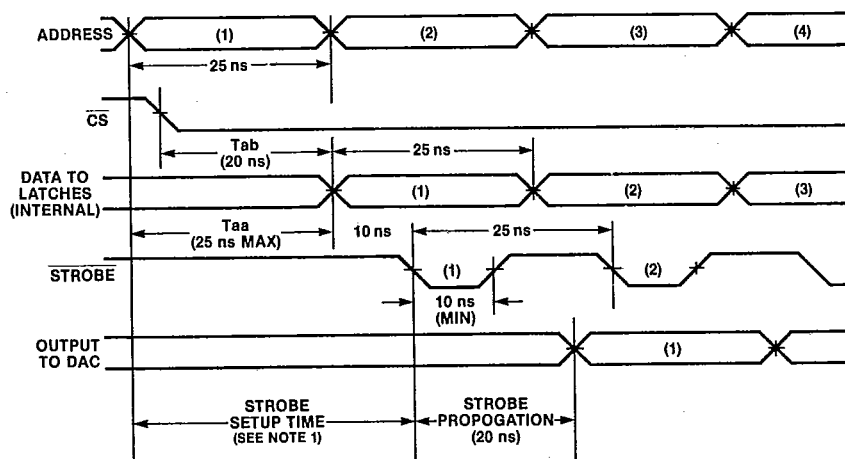 ADDRESS (1) (2) (3) (4)
25 ns
CS
Tab 25 ns
(20 ns)
DATA TO
LATCHES
(INTERNAL)
(1) (2) (3)
Taa 10 ns 25 ns
(25 ns MAX)
STROBE (1) (2)
10 ns
(MIN)
OUTPUT
TO DAC
(1)
STROBE
SETUP TIME
(SEE NOTE 1)
STROBE
PROPOGATION
(20 ns)